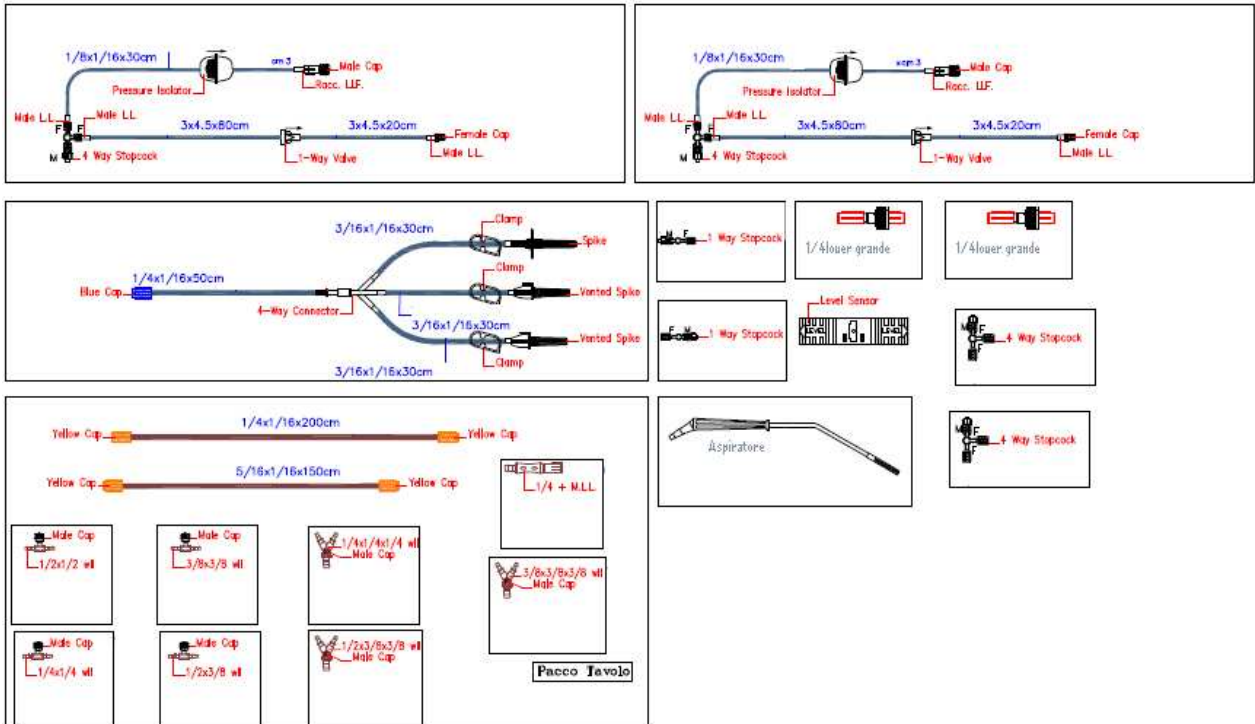 1/8x1/16x30cm
cm 3
Male Cap
Pressure Isolator
Racc. LLF.
Male LL
Male LL
F
F
3x4.5x80cm
3x4.5x20cm
Female Cap
M
4 Way Stopcock
1-Way Valve
Male LL
1/8x1/16x30cm
xcm 3
Male Cap
Pressure Isolator
Racc. LLF.
Male LL
Male LL
F
F
3x4.5x80cm
3x4.5x20cm
Female Cap
M
4 Way Stopcock
1-Way Valve
Male LL
3/16x1/16x30cm
Clamp
Spike
1/4x1/16x50cm
Clamp
Blue Cap
Vented Spike
4-Way Connector
3/16x1/16x30cm
Vented Spike
3/16x1/16x30cm
Clamp
M
F
1 Way Stopcock
1/4louer grande
1/4louer grande
F
M
1 Way Stopcock
Level Sensor
LEVEL
LEVEL
M
F
4 Way Stopcock
F
1/4x1/16x200cm
Yellow Cap
Yellow Cap
5/16x1/16x150cm
Yellow Cap
Yellow Cap
1/4 + M.LL
Aspiratore
M
F
4 Way Stopcock
F
Male Cap
1/2x1/2 wll
Male Cap
3/8x3/8 wll
1/4x1/4x1/4 wll
Male Cap
3/8x3/8x3/8 wll
Male Cap
Male Cap
1/4x1/4 wll
Male Cap
1/2x3/8 wll
1/2x3/8x3/8 wll
Male Cap
Pacco Tavolo